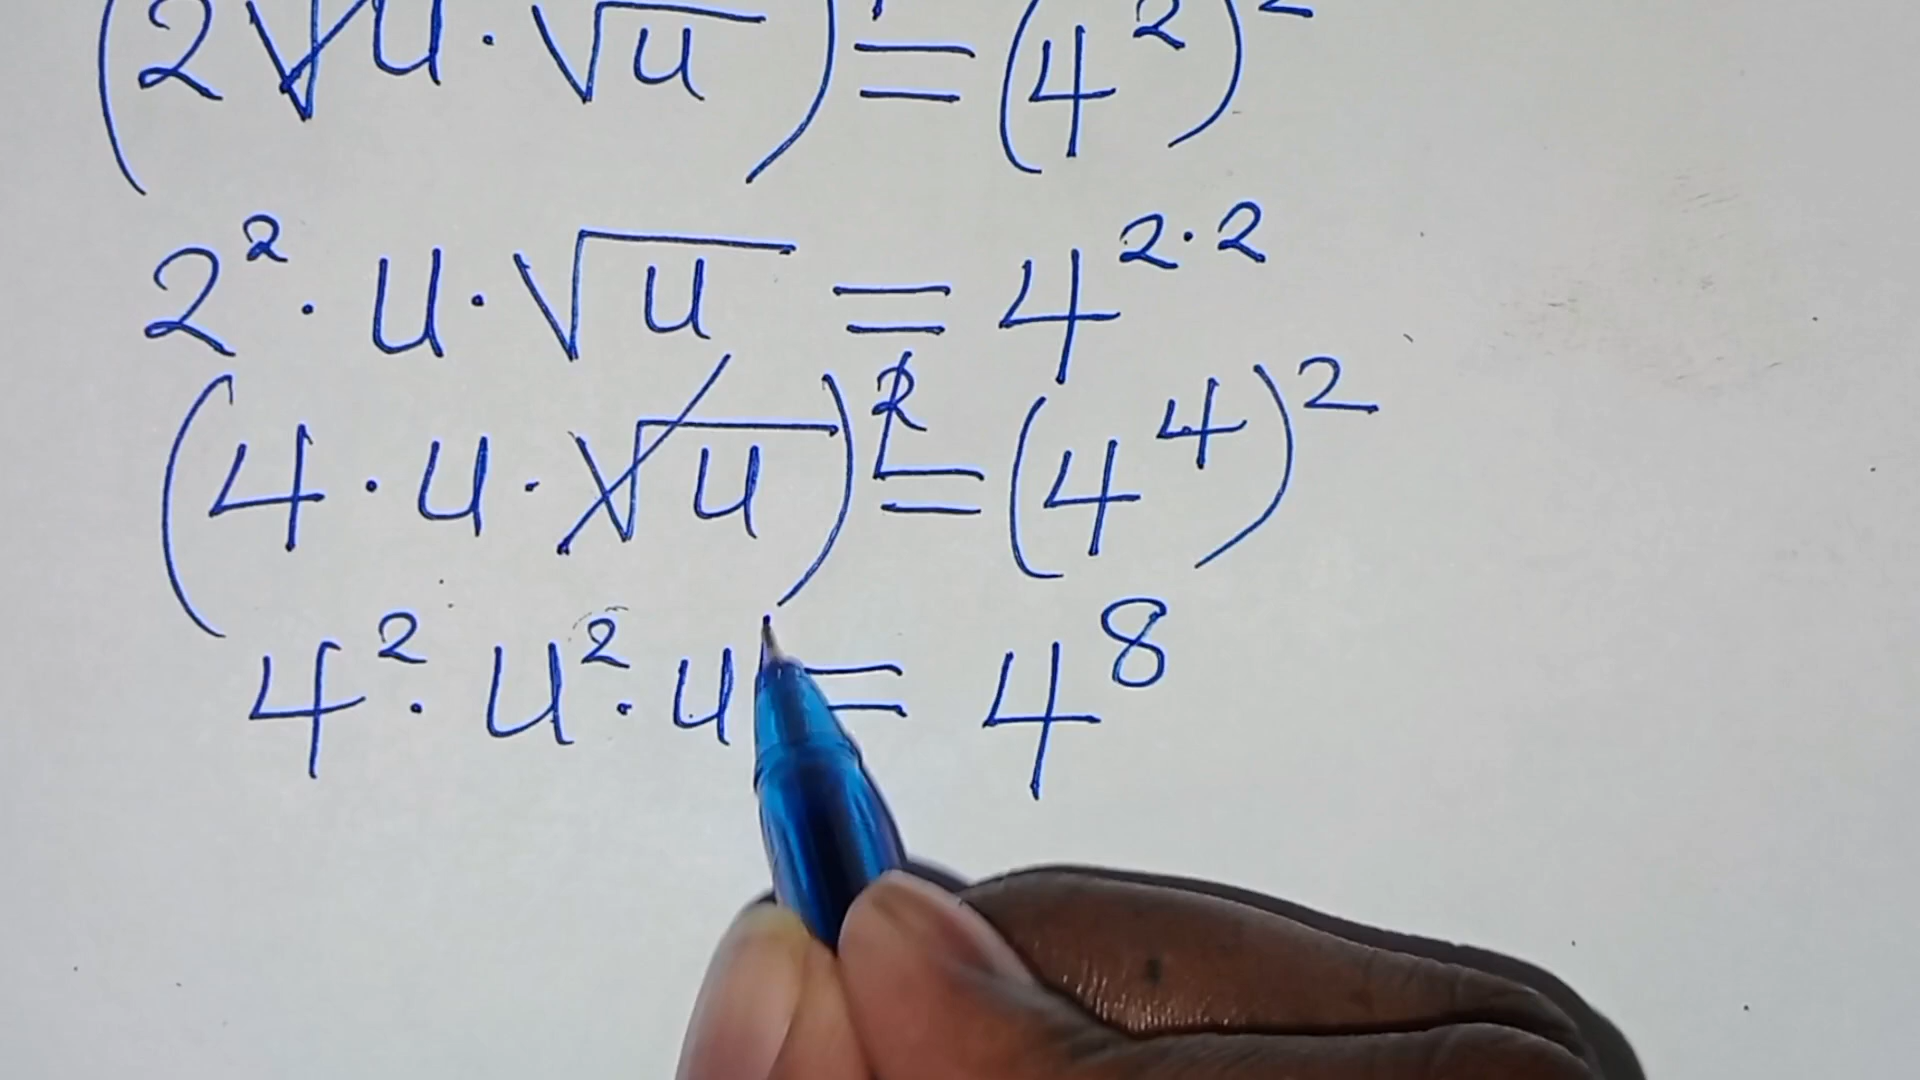 (2√u · √u) = (4²)²
2² · u · √u = 4^2·2
(4 · u · √u)² = (4⁴)²
4² · u² · u = 4⁸